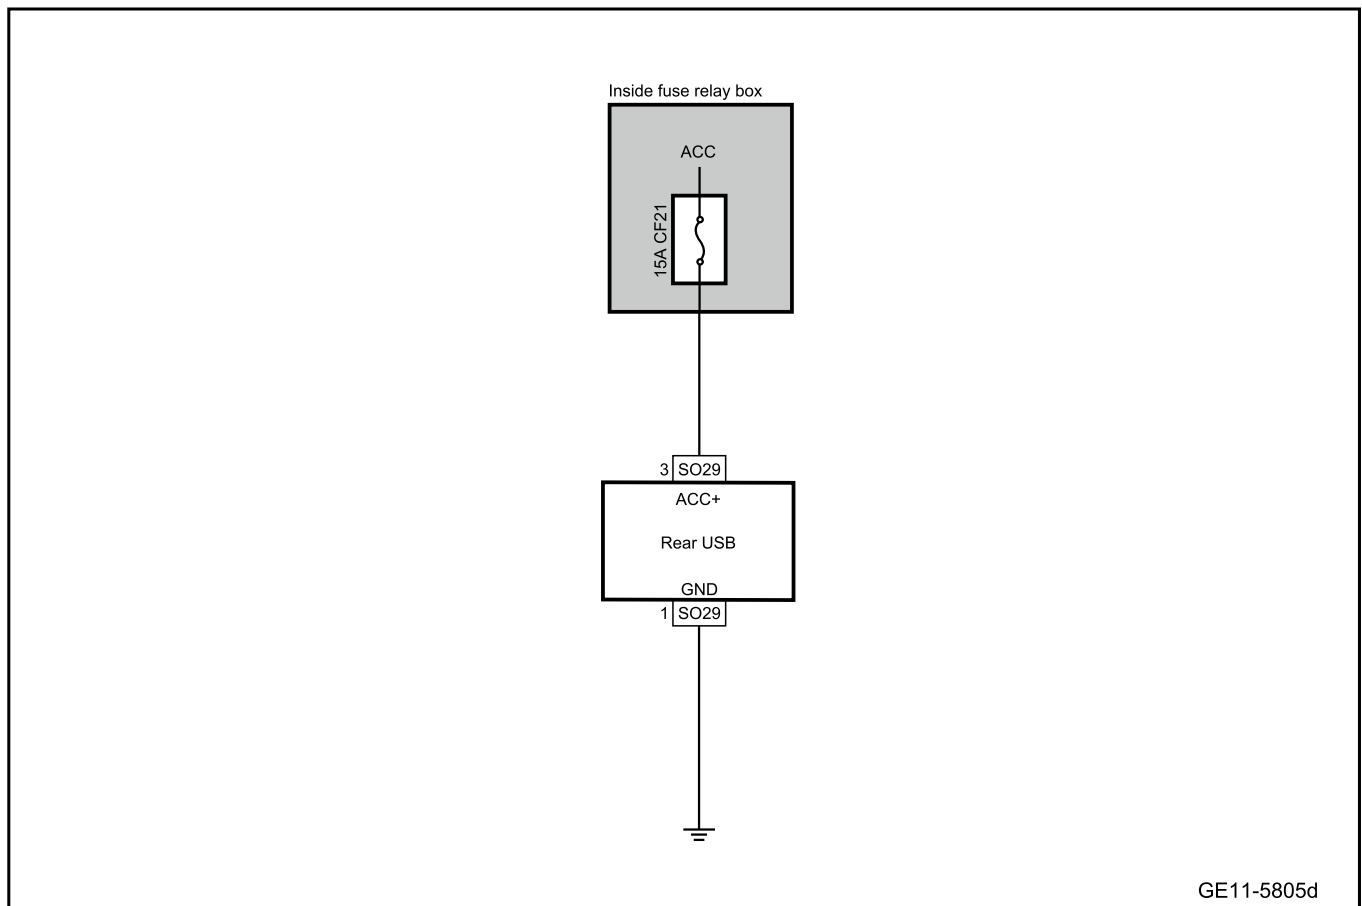 Inside fuse relay box
ACC
15A CF21
3 SO29
ACC+
Rear USB
GND
1 SO29
GE11-5805d